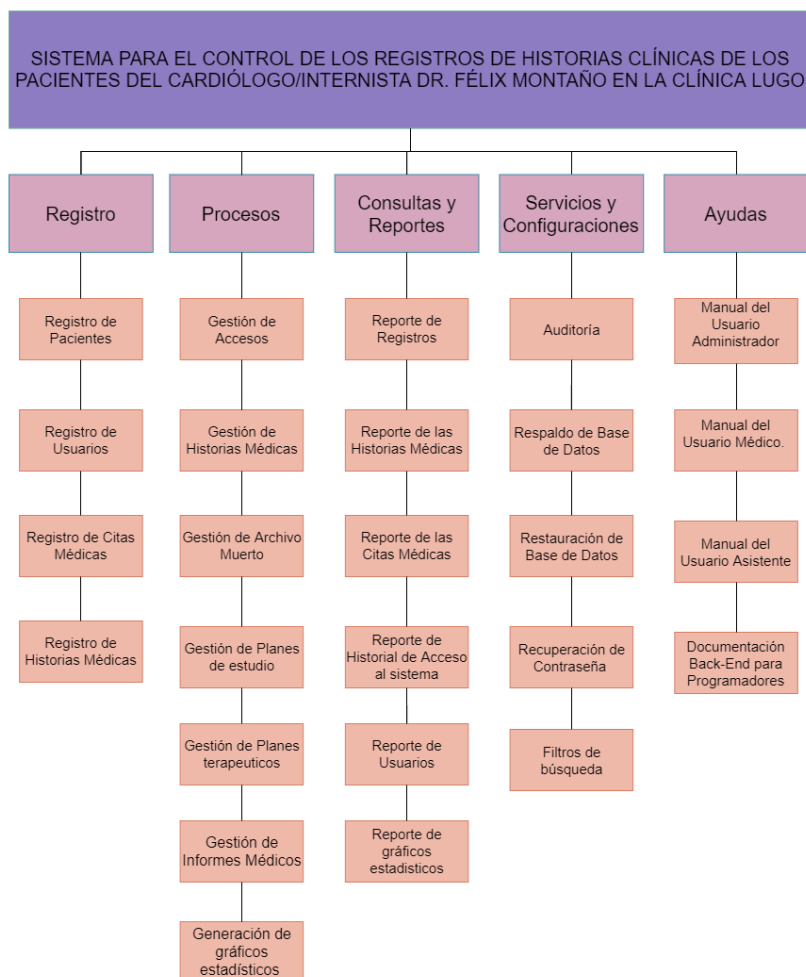 SISTEMA PARA EL CONTROL DE LOS REGISTROS DE HISTORIAS CLÍNICAS DE LOS
PACIENTES DEL CARDIÓLOGO/INTERNISTA DR. FÉLIX MONTAÑO EN LA CLÍNICA LUGO
Registro
Procesos
Consultas y
Reportes
Servicios y
Configuraciones
Ayudas
Registro de
Pacientes
Registro de
Usuarios
Registro de Citas
Médicas
Registro de
Historias Médicas
Gestión de
Accesos
Gestión de
Historias Médicas
Gestión de Archivo
Muerto
Gestión de Planes
de estudio
Gestión de Planes
terapeuticos
Gestión de
Informes Médicos
Generación de
gráficos
estadísticos
Reporte de
Registros
Reporte de las
Historias Médicas
Reporte de las
Citas Médicas
Reporte de
Historial de Acceso
al sistema
Reporte de
Usuarios
Reporte de
gráficos
estadisticos
Auditoría
Respaldo de Base
de Datos
Restauración de
Base de Datos
Recuperación de
Contraseña
Filtros de
búsqueda
Manual del
Usuario
Administrador
Manual del
Usuario Médico.
Manual del
Usuario Asistente
Documentación
Back-End para
Programadores